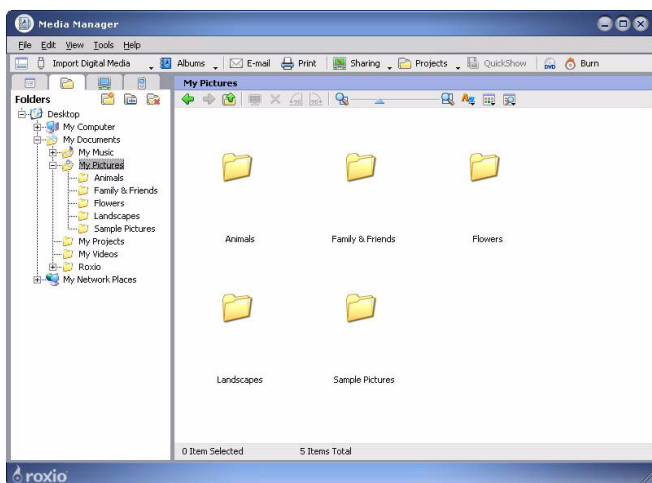 Media Manager
File Edit View Tools Help
Import Digital Media Albums E-mail Print Sharing Projects QuickShow DVD Burn
My Pictures
Folders
Desktop
My Computer
My Documents
My Music
My Pictures
Animals
Family & Friends
Flowers
Landscapes
Sample Pictures
My Projects
My Videos
Roxio
My Network Places
Animals Family & Friends Flowers
Landscapes Sample Pictures
0 Item Selected 5 Items Total
roxio